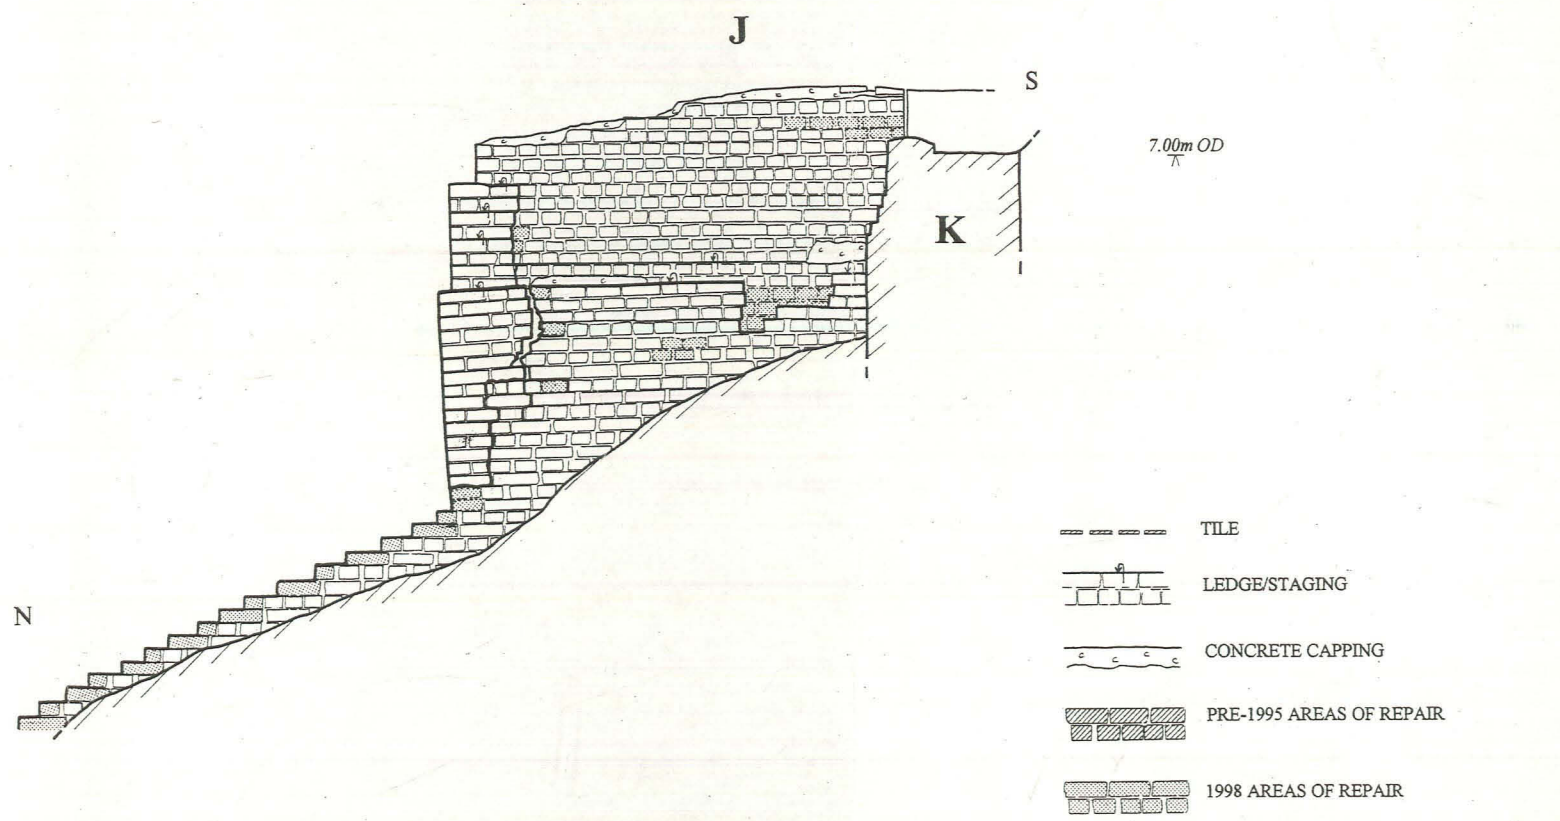 J
S
7.00m OD
K
N
TILE
LEDGE/STAGING
CONCRETE CAPPING
PRE-1995 AREAS OF REPAIR
1998 AREAS OF REPAIR